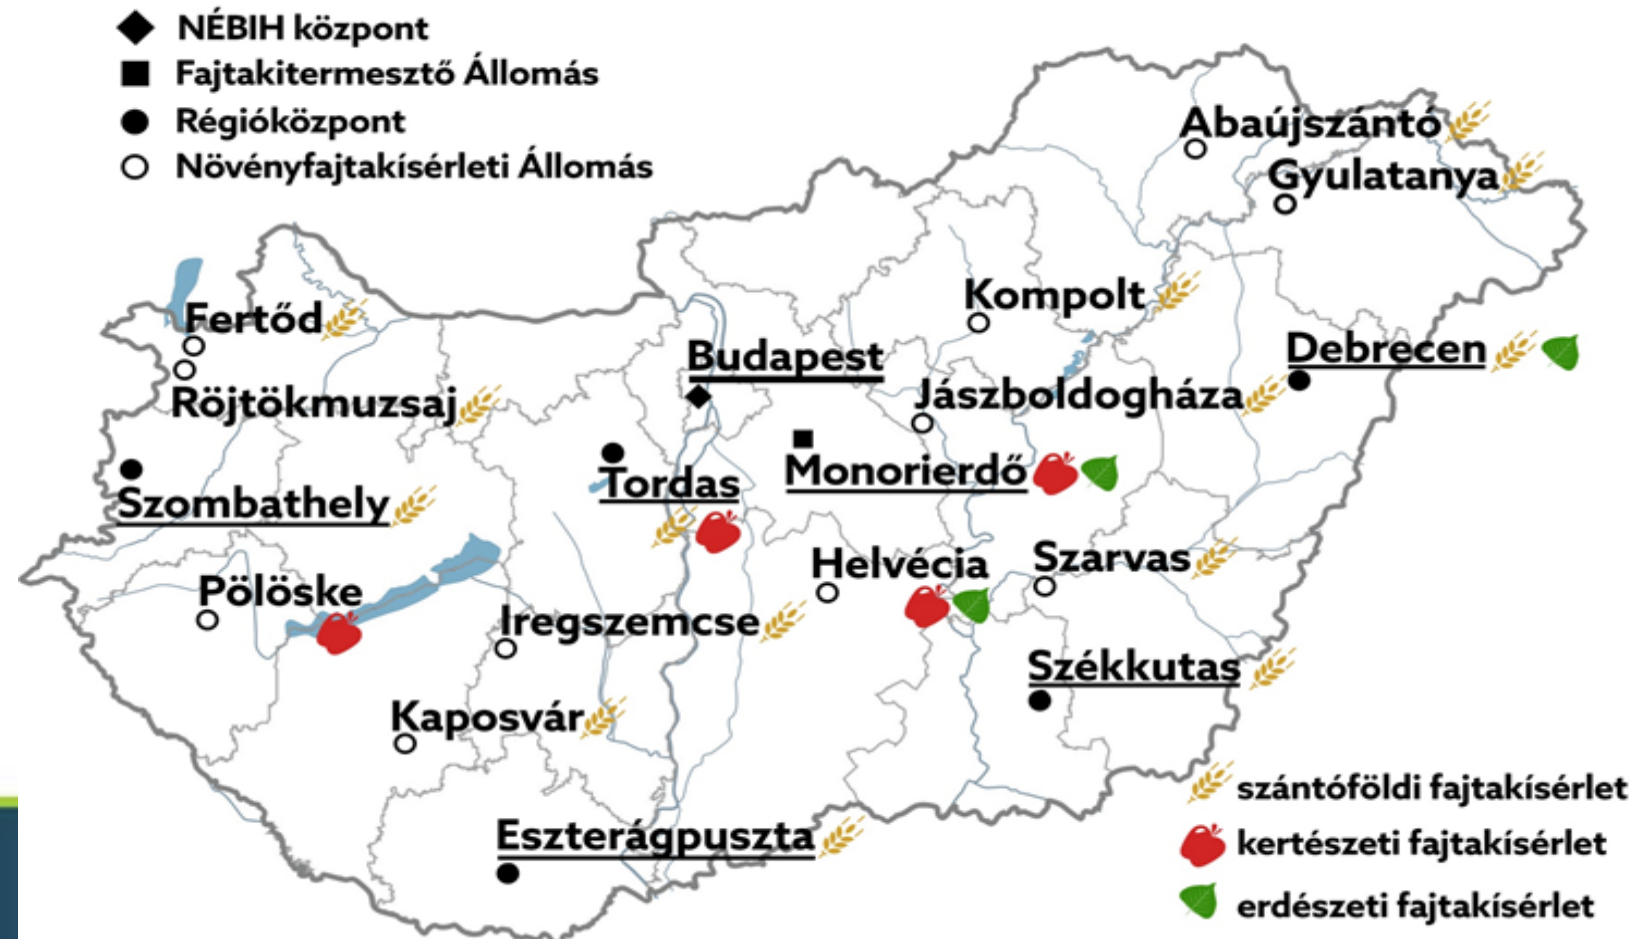 NÉBIH központ
Fajtakitermesztő Állomás
Régióközpont
Növényfajtakísérleti Állomás
Abaújszántó
Gyulatanya
Kompolt
Fertőd
Budapest
Debrecen
Röjtökmuzsaj
Jászboldogháza
Monorierdő
Tordas
Szombathely
Helvécia
Szarvas
Pölöske
Iregszemcse
Székkutas
Kaposvár
Eszterágpuszta
szántóföldi fajtakísérlet
kertészeti fajtakísérlet
erdészeti fajtakísérlet